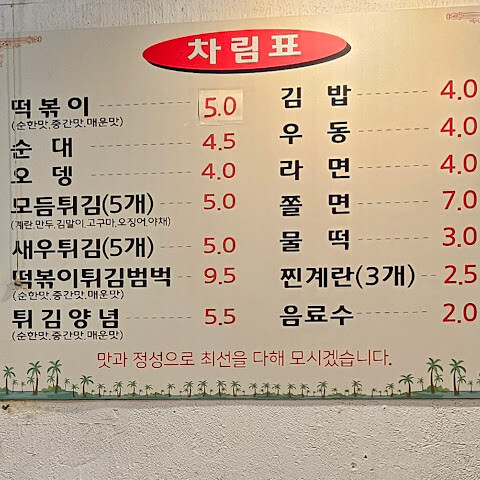 차림표
떡볶이 5.0
(순한맛,중간맛,매운맛)
순대 4.5
오뎅 4.0
모듬튀김(5개) 5.0
(계란,만두,김말이,고구마,오징어,야채)
새우튀김(5개) 5.0
떡볶이튀김범벅 9.5
(순한맛,중간맛,매운맛)
튀김양념 5.5
(순한맛,중간맛,매운맛)
김밥 4.0
우동 4.0
라면 4.0
쫄면 7.0
물떡 3.0
찐계란(3개) 2.5
음료수 2.0
맛과 정성으로 최선을 다해 모시겠습니다.